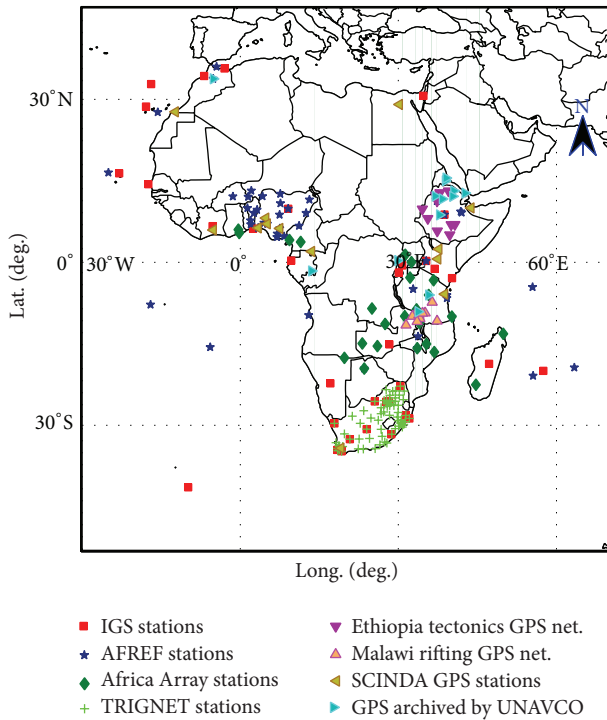 N
30°N
0°
30°S
Lat. (deg.)
30°W
0°
30°E
60°E
Long. (deg.)
IGS stations
AFREF stations
Africa Array stations
TRIGNET stations
Ethiopia tectonics GPS net.
Malawi rifting GPS net.
SCINDA GPS stations
GPS archived by UNAVCO